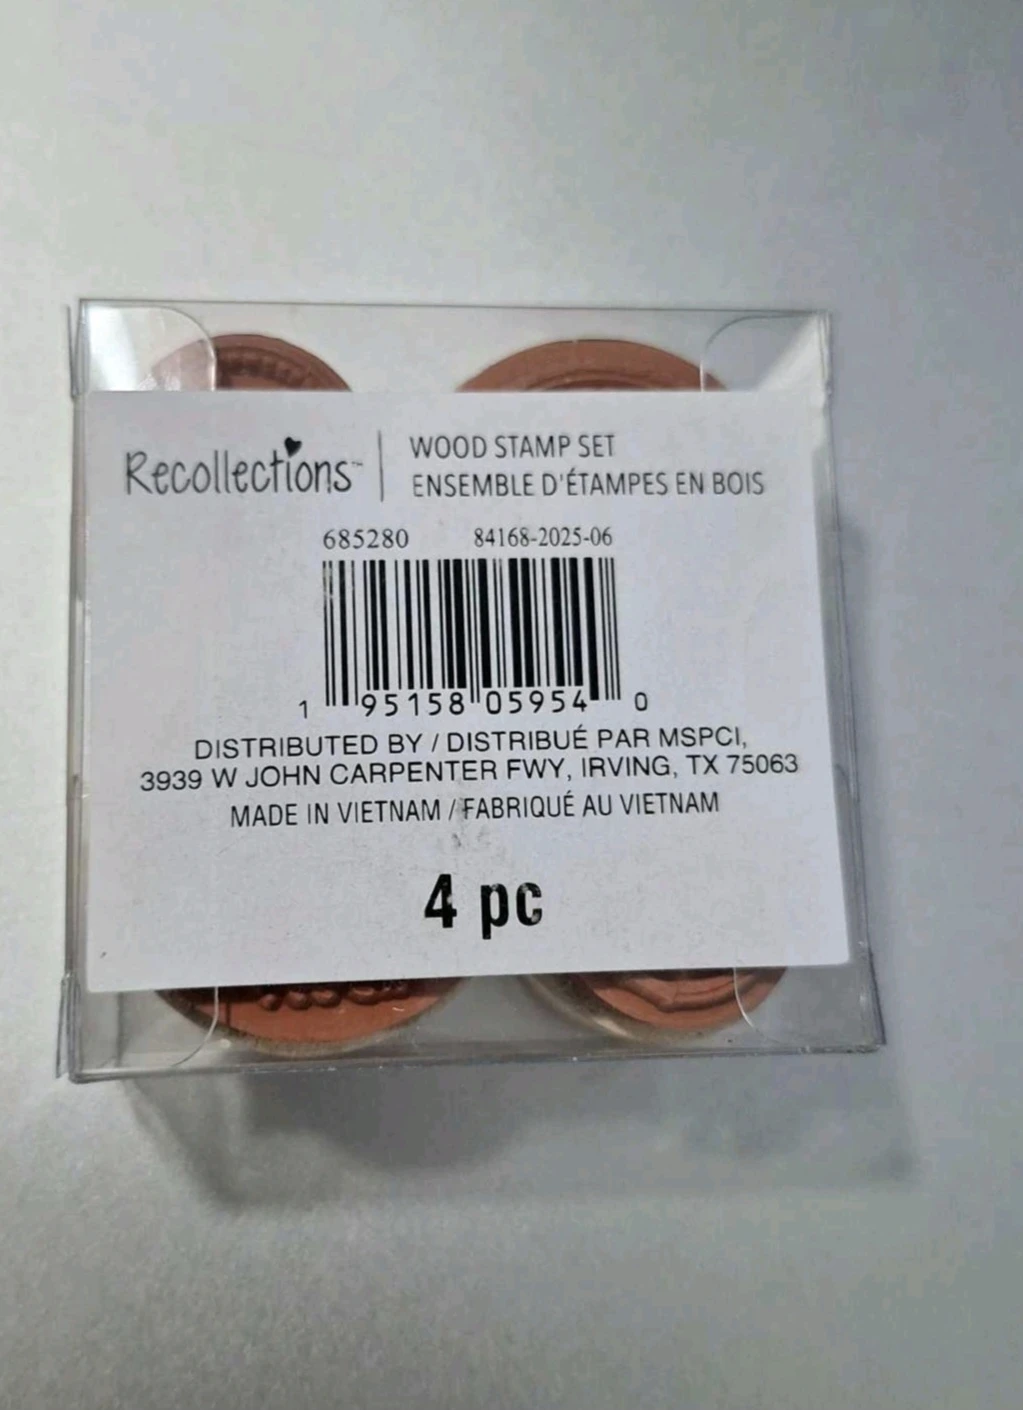 Recollections™
WOOD STAMP SET
ENSEMBLE D'ÉTAMPES EN BOIS
685280 84168-2025-06
1 95158 05954 0
DISTRIBUTED BY / DISTRIBUÉ PAR MSPCI,
3939 W JOHN CARPENTER FWY, IRVING, TX 75063
MADE IN VIETNAM / FABRIQUÉ AU VIETNAM
4 pc